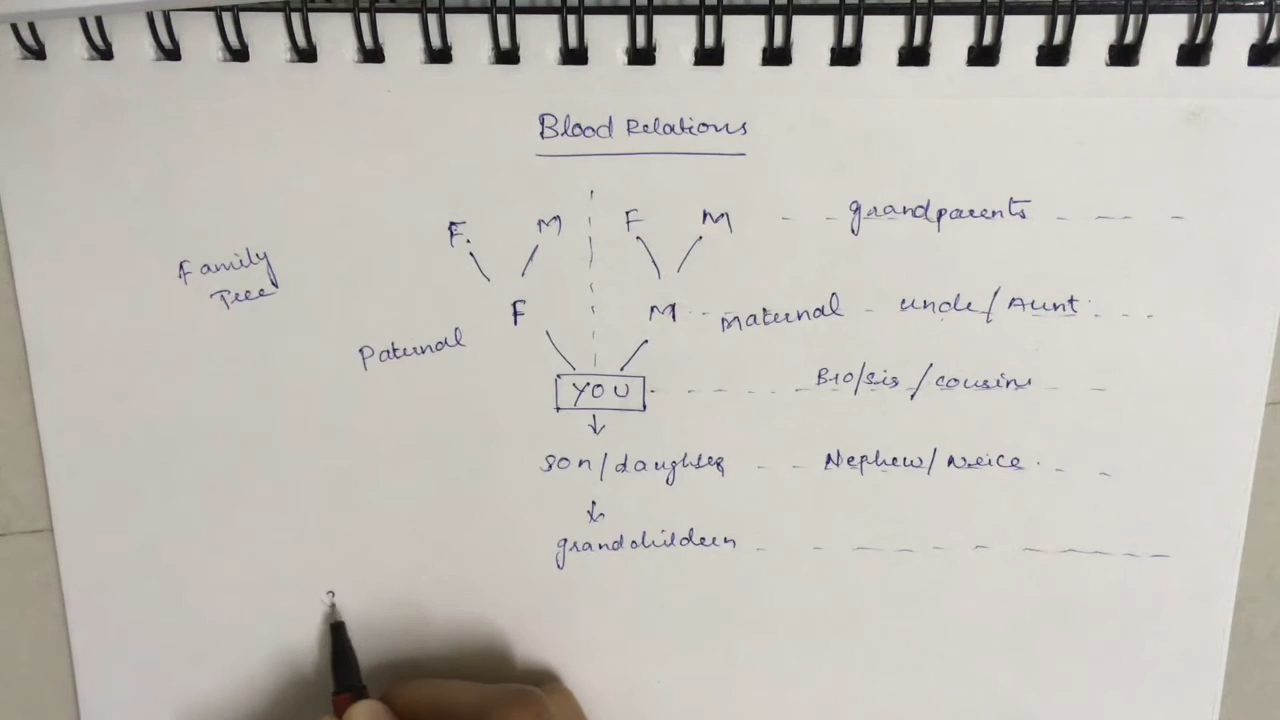 Blood Relations
F. M F M - - grandparents - - - -
Family
Tree
F M - - Maternal - uncle/Aunt - - -
Paternal
YOU - - - - - - Bro/sis/cousins - -
son/daughter - - Nephew/Neice - - -
grandchildren - - - - - - - - - -